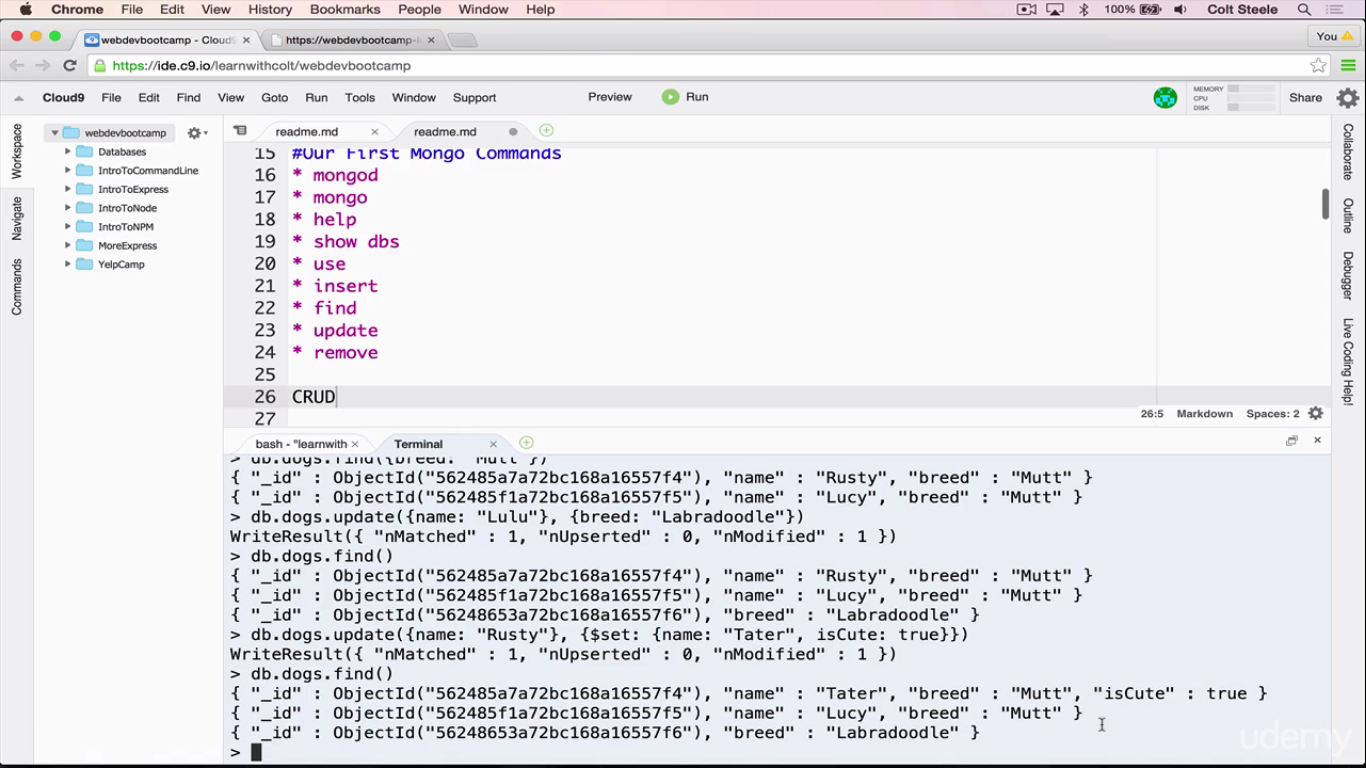 Chrome File Edit View History Bookmarks People Window Help 100% Colt Steele
webdevbootcamp - Cloud9 × https://webdevbootcamp-l × You
https://ide.c9.io/learnwithcolt/webdevbootcamp
Cloud9 File Edit Find View Goto Run Tools Window Support Preview Run MEMORY CPU DISK Share
Workspace
Navigate
Commands
webdevbootcamp
Databases
IntroToCommandLine
IntroToExpress
IntroToNode
IntroToNPM
MoreExpress
YelpCamp
readme.md × readme.md
15 #Our First Mongo Commands
16 * mongod
17 * mongo
18 * help
19 * show dbs
20 * use
21 * insert
22 * find
23 * update
24 * remove
25
26 CRUD
27
26:5 Markdown Spaces: 2
bash - "learnwith × Terminal ×
> db.dogs.find({breed: "Mutt"})
{ "_id" : ObjectId("562485a7a72bc168a16557f4"), "name" : "Rusty", "breed" : "Mutt" }
{ "_id" : ObjectId("562485f1a72bc168a16557f5"), "name" : "Lucy", "breed" : "Mutt" }
> db.dogs.update({name: "Lulu"}, {breed: "Labradoodle"})
WriteResult({ "nMatched" : 1, "nUpserted" : 0, "nModified" : 1 })
> db.dogs.find()
{ "_id" : ObjectId("562485a7a72bc168a16557f4"), "name" : "Rusty", "breed" : "Mutt" }
{ "_id" : ObjectId("562485f1a72bc168a16557f5"), "name" : "Lucy", "breed" : "Mutt" }
{ "_id" : ObjectId("56248653a72bc168a16557f6"), "breed" : "Labradoodle" }
> db.dogs.update({name: "Rusty"}, {$set: {name: "Tater", isCute: true}})
WriteResult({ "nMatched" : 1, "nUpserted" : 0, "nModified" : 1 })
> db.dogs.find()
{ "_id" : ObjectId("562485a7a72bc168a16557f4"), "name" : "Tater", "breed" : "Mutt", "isCute" : true }
{ "_id" : ObjectId("562485f1a72bc168a16557f5"), "name" : "Lucy", "breed" : "Mutt" }
{ "_id" : ObjectId("56248653a72bc168a16557f6"), "breed" : "Labradoodle" }
>
Collaborate
Outline
Debugger
Live Coding Help!
udemy